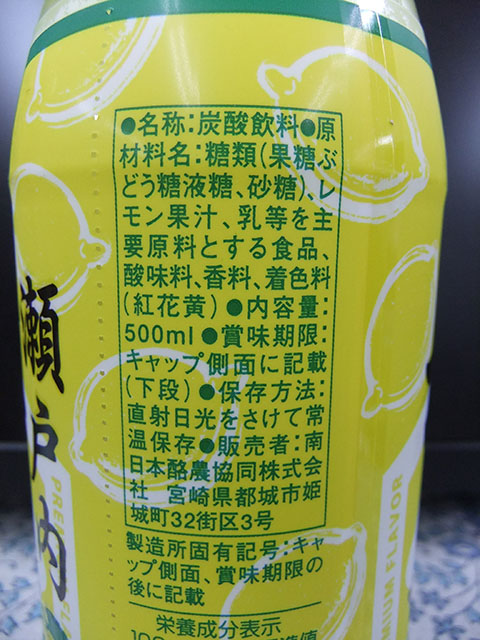 ●名称:炭酸飲料●原
材料名:糖類(果糖ぶ
どう糖液糖、砂糖)、レ
モン果汁、乳等を主
要原料とする食品、
酸味料、香料、着色料
(紅花黄)●内容量:
500ml●賞味期限:
キャップ側面に記載
(下段)●保存方法:
直射日光をさけて常
温保存●販売者:南
日本酪農協同株式会
社 宮崎県都城市姫
城町32街区3号
製造所固有記号:キャ
ップ側面、賞味期限の
後に記載
栄養成分表示
瀬戸内
FLAVOR